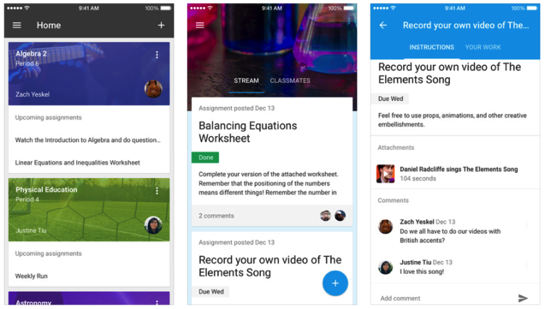 9:41 AM
100%
Home
Algebra 2
Period 6
Zach Yeskel
Upcoming assignments
Watch the Introduction to Algebra and do question...
Linear Equations and Inequalities Worksheet
Physical Education
Period 4
Justine Tiu
Upcoming assignments
Weekly Run
Astronomy
9:41 AM
100%
STREAM CLASSMATES
Assignment posted Dec 13
Balancing Equations
Worksheet
Done
Complete your version of the attached worksheet.
Remember that the positioning of the numbers
means different things! Remember the number in
2 comments
Assignment posted Dec 13
Record your own video of The
Elements Song
Due Wed
9:41 AM
100%
Record your own video of The...
INSTRUCTIONS YOUR WORK
Record your own video of The
Elements Song
Due Wed
Feel free to use props, animations, and other creative
embellishments.
Attachments
Daniel Radcliffe sings The Elements Song
104 seconds
Comments
Zach Yeskel Dec 13
Do we all have to do our videos with
British accents?
Justine Tiu Dec 13
I love this song!
Add comment